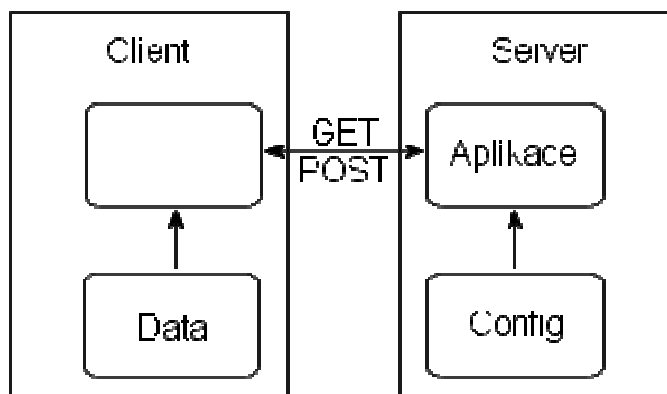 Client
Server
GET
POST
Aplikace
Data
Config